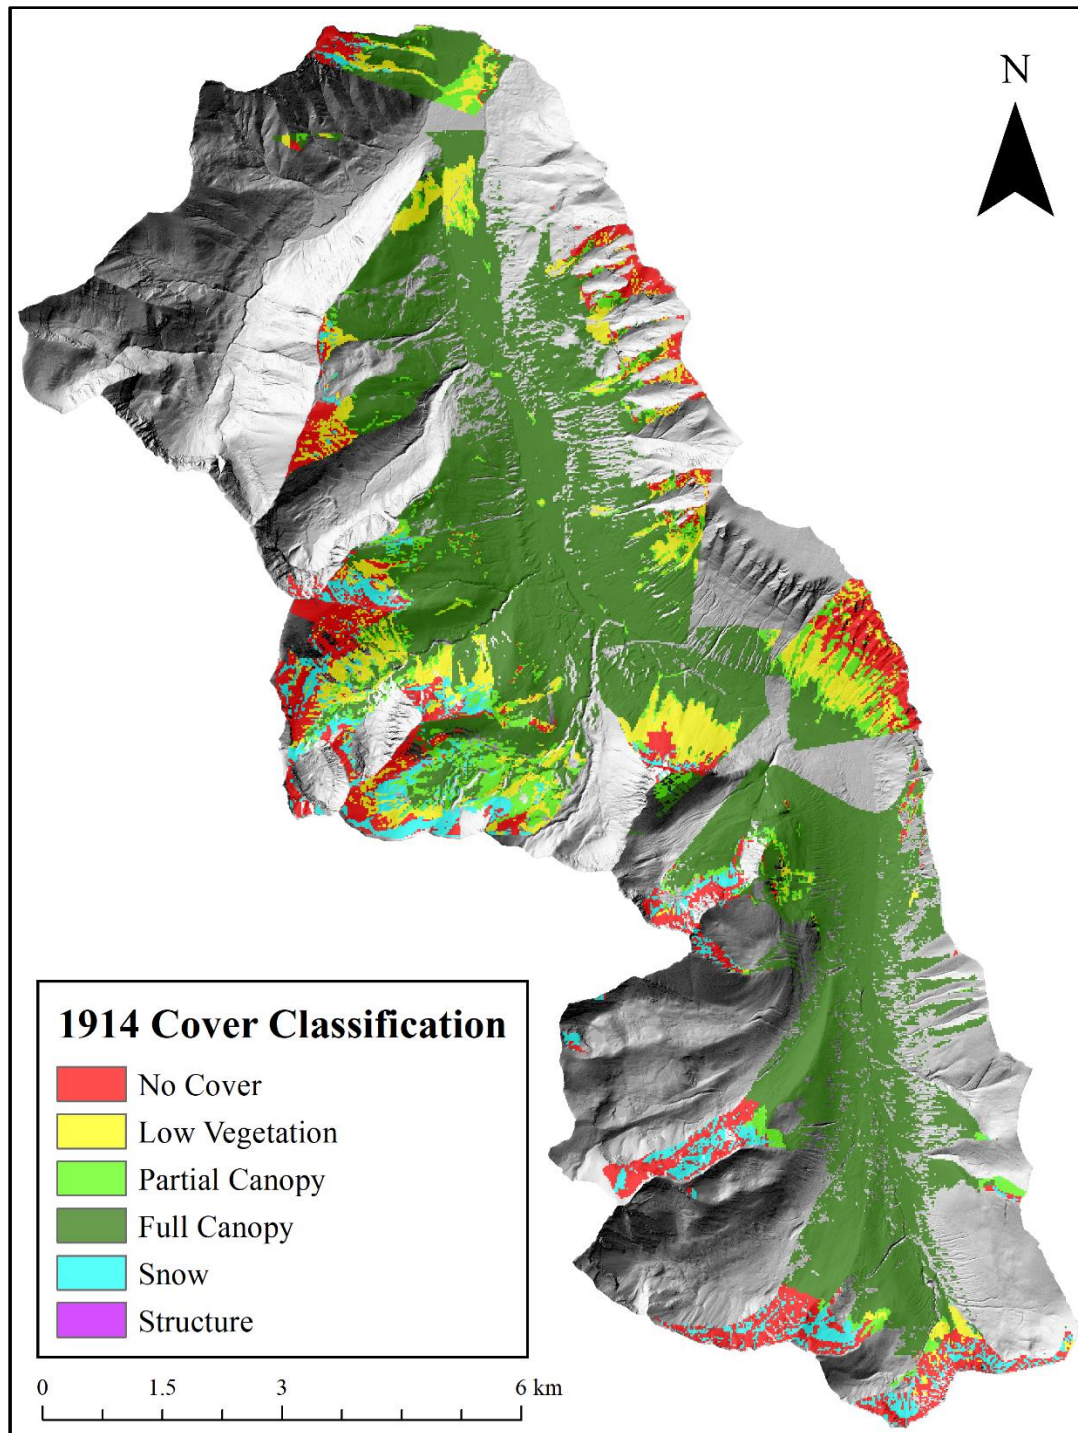 N
1914 Cover Classification
No Cover
Low Vegetation
Partial Canopy
Full Canopy
Snow
Structure
0 1.5 3 6 km